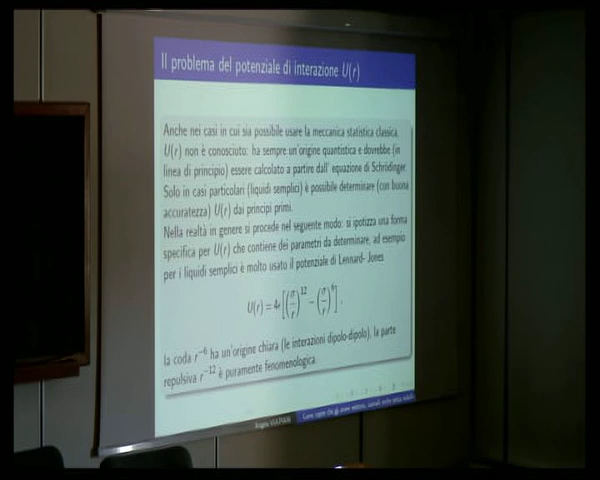 Il problema del potenziale di interazione U(r)
Anche nei casi in cui sia possibile usare la meccanica statistica classica,
U(r) non è conosciuto: ha sempre un'origine quantistica e dovrebbe (in
linea di principio) essere calcolato a partire dall' equazione di Schrödinger.
Solo in casi particolari (liquidi semplici) è possibile determinare (con buona
accuratezza) U(r) dai principi primi.
Nella realtà in genere si procede nel seguente modo: si ipotizza una forma
specifica per U(r) che contiene dei parametri da determinare, ad esempio
per i liquidi semplici è molto usato il potenziale di Lennard- Jones
U(r) = 4ε[(σ/r)^12 − (σ/r)^6] .
la coda r^−6 ha un'origine chiara (le interazioni dipolo-dipolo), la parte
repulsiva r^−12 è puramente fenomenologica.
Angelo